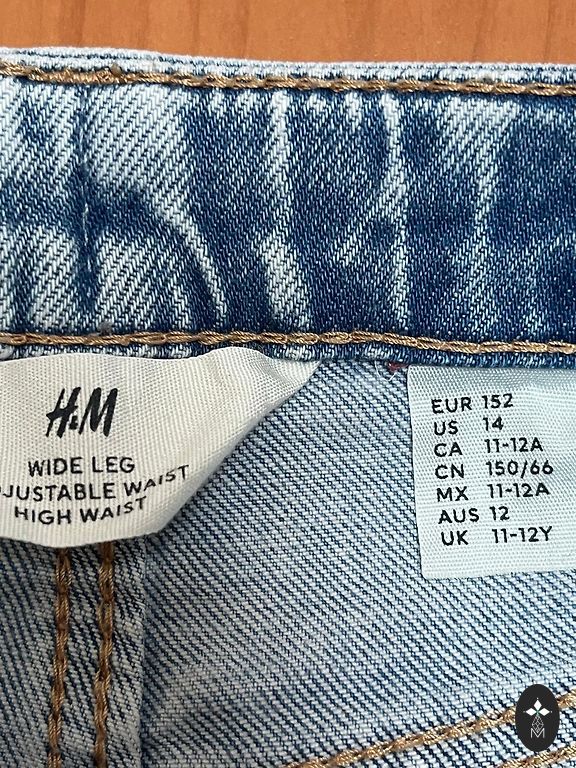 H&M
WIDE LEG
JUSTABLE WAIST
HIGH WAIST
EUR 152
US 14
CA 11-12A
CN 150/66
MX 11-12A
AUS 12
UK 11-12Y
M